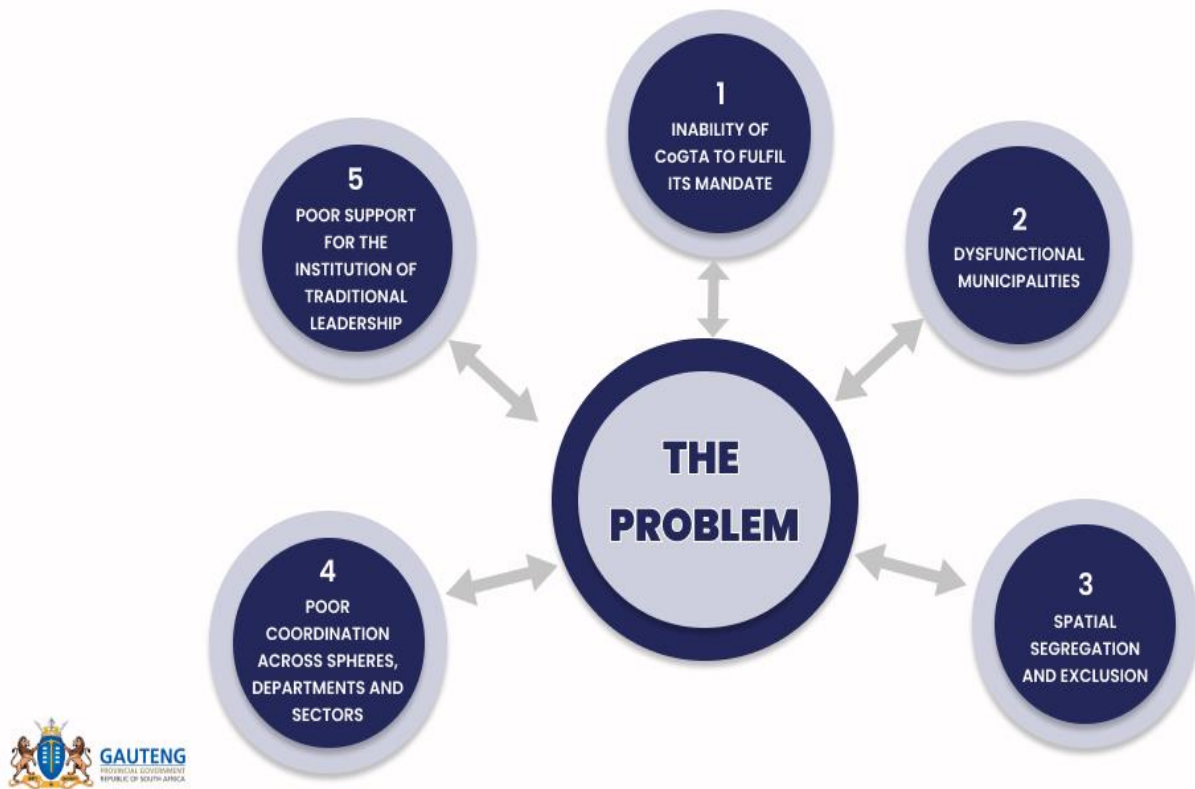 1
INABILITY OF
CoGTA TO FULFIL
ITS MANDATE
2
DYSFUNCTIONAL
MUNICIPALITIES
3
SPATIAL
SEGREGATION
AND EXCLUSION
4
POOR
COORDINATION
ACROSS SPHERES,
DEPARTMENTS AND
SECTORS
5
POOR SUPPORT
FOR THE
INSTITUTION OF
TRADITIONAL
LEADERSHIP
THE
PROBLEM
GAUTENG
PROVINCIAL GOVERNMENT
REPUBLIC OF SOUTH AFRICA